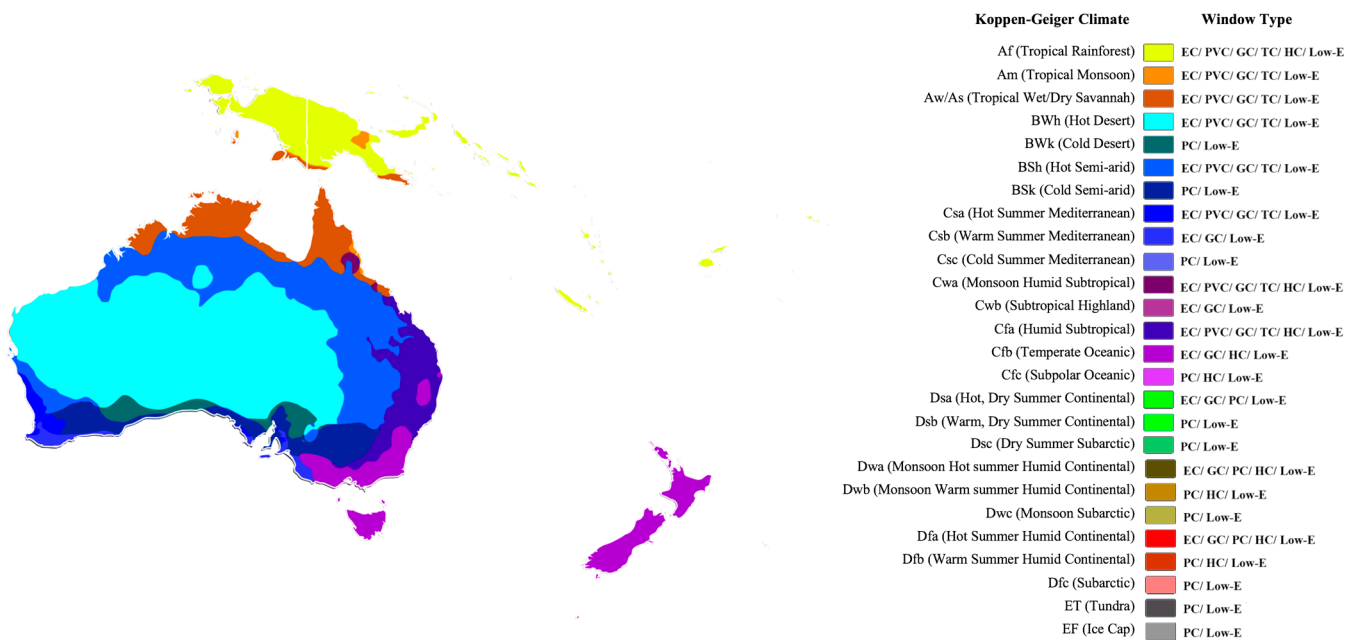 Koppen-Geiger Climate Window Type
Af (Tropical Rainforest) EC/ PVC/ GC/ TC/ HC/ Low-E
Am (Tropical Monsoon) EC/ PVC/ GC/ TC/ Low-E
Aw/As (Tropical Wet/Dry Savannah) EC/ PVC/ GC/ TC/ Low-E
BWh (Hot Desert) EC/ PVC/ GC/ TC/ Low-E
BWk (Cold Desert) PC/ Low-E
BSh (Hot Semi-arid) EC/ PVC/ GC/ TC/ Low-E
BSk (Cold Semi-arid) PC/ Low-E
Csa (Hot Summer Mediterranean) EC/ PVC/ GC/ TC/ Low-E
Csb (Warm Summer Mediterranean) EC/ GC/ Low-E
Csc (Cold Summer Mediterranean) PC/ Low-E
Cwa (Monsoon Humid Subtropical) EC/ PVC/ GC/ TC/ HC/ Low-E
Cwb (Subtropical Highland) EC/ GC/ Low-E
Cfa (Humid Subtropical) EC/ PVC/ GC/ TC/ HC/ Low-E
Cfb (Temperate Oceanic) EC/ GC/ HC/ Low-E
Cfc (Subpolar Oceanic) PC/ HC/ Low-E
Dsa (Hot, Dry Summer Continental) EC/ GC/ PC/ Low-E
Dsb (Warm, Dry Summer Continental) PC/ Low-E
Dsc (Dry Summer Subarctic) PC/ Low-E
Dwa (Monsoon Hot summer Humid Continental) EC/ GC/ PC/ HC/ Low-E
Dwb (Monsoon Warm summer Humid Continental) PC/ HC/ Low-E
Dwc (Monsoon Subarctic) PC/ Low-E
Dfa (Hot Summer Humid Continental) EC/ GC/ PC/ HC/ Low-E
Dfb (Warm Summer Humid Continental) PC/ HC/ Low-E
Dfc (Subarctic) PC/ Low-E
ET (Tundra) PC/ Low-E
EF (Ice Cap) PC/ Low-E